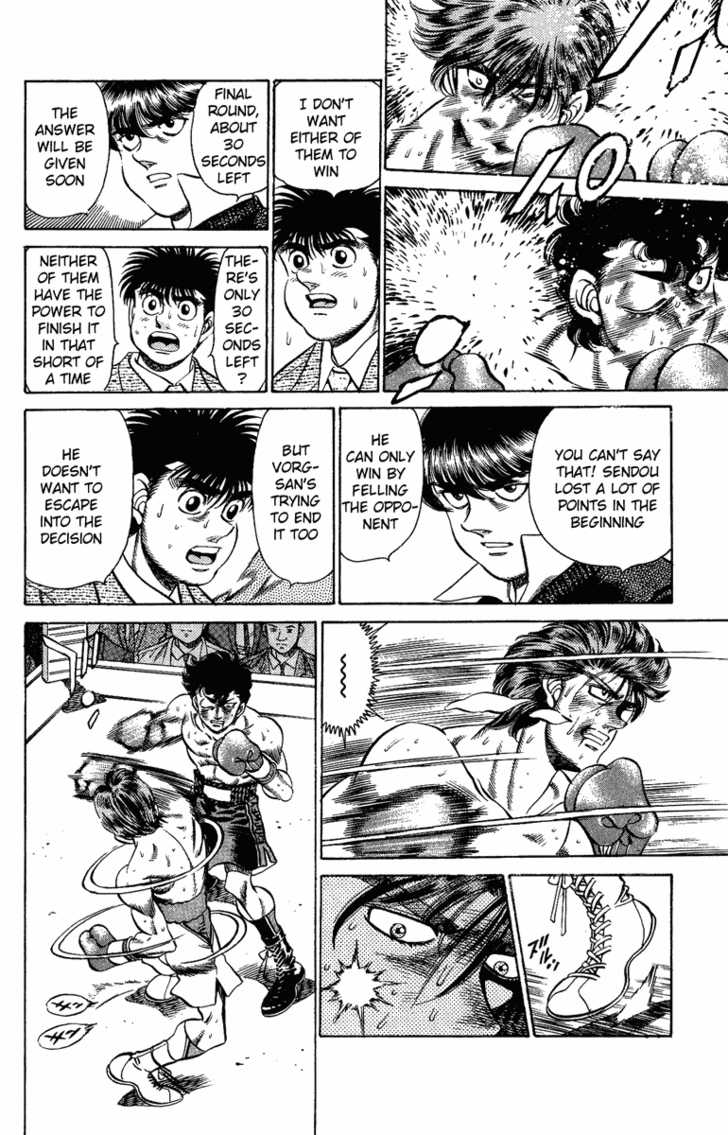 I DON'T
WANT
EITHER OF
THEM TO
WIN
FINAL
ROUND,
ABOUT
30
SECONDS
LEFT
THE
ANSWER
WILL BE
GIVEN
SOON
THE-
RE'S
ONLY
30
SEC-
ONDS
LEFT
?
NEITHER
OF THEM
HAVE THE
POWER TO
FINISH IT
IN THAT
SHORT OF
A TIME
YOU CAN'T SAY
THAT! SENDOU
LOST A LOT OF
POINTS IN THE
BEGINNING
HE
CAN ONLY
WIN BY
FELLING
THE OPPO-
NENT
BUT
VORG-
SAN'S
TRYING
TO END
IT TOO
HE
DOESN'T
WANT TO
ESCAPE
INTO THE
DECISION